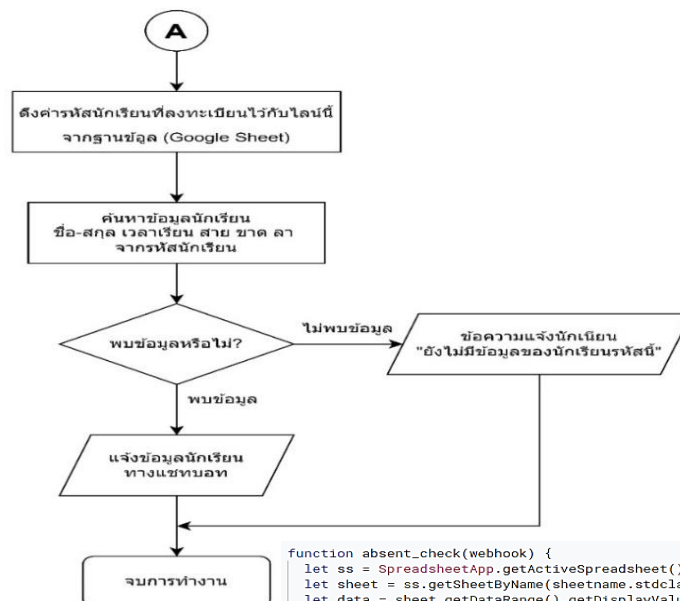 A
ดึงค่ารหัสนักเรียนที่ลงทะเบียนไว้กับไลน์นี้
จากฐานข้อูล (Google Sheet)
ค้นหาข้อมูลนักเรียน
ชื่อ-สกุล เวลาเรียน สาย ขาด ลา
จากรหัสนักเรียน
พบข้อมูลหรือไม่?
ไม่พบข้อมูล
ข้อความแจ้งนักเนียน
"ยังไม่มีข้อมูลของนักเรียนรหัสนี้"
พบข้อมูล
แจ้งข้อมูลนักเรียน
ทางแชทบอท
จบการทำงาน
function absent_check(webhook) {
let ss = SpreadsheetApp.getActiveSpreadsheet()
let sheet = ss.getSheetByName(sheetname.stdcla
let data = sheet.getDataRange().getDisplayValu